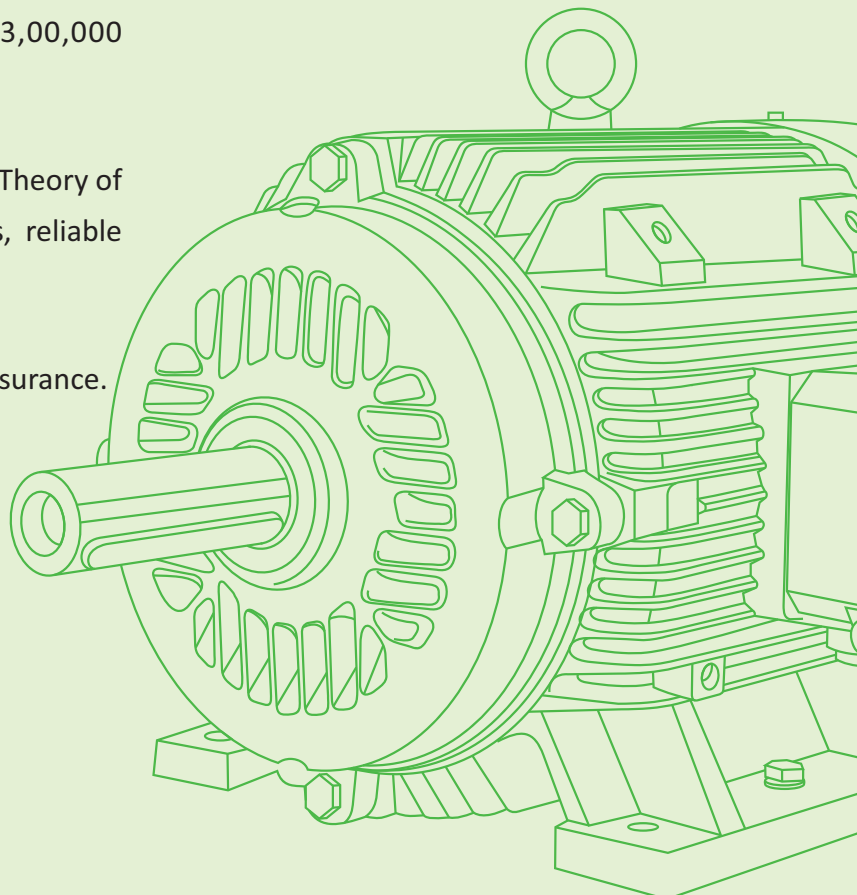 3,00,000
Theory of
s, reliable
surance.